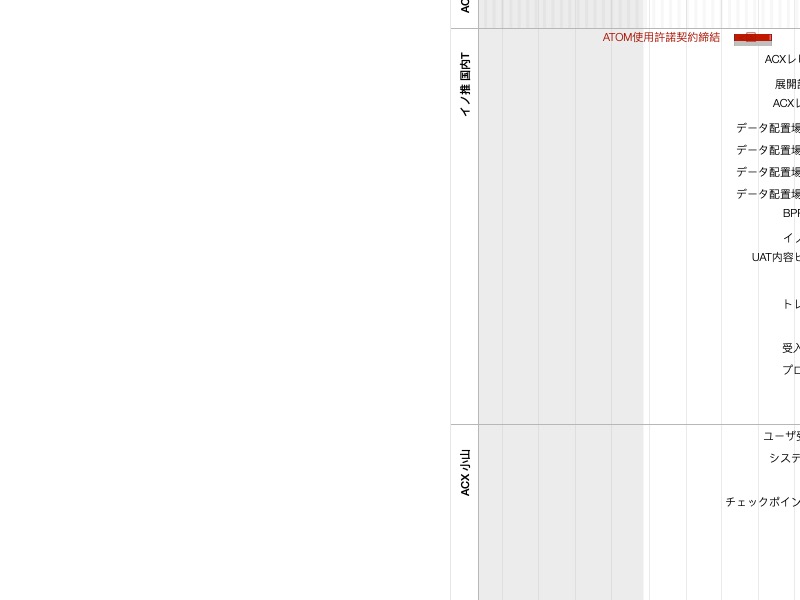 AC
ATOM使用許諾契約締結
イノ推 国内T
ACXレ
展開
ACX
データ配置場
データ配置場
データ配置場
データ配置場
BP
イノ
UAT内容
トレ
受入
プロ
ユーザ受
ACX 小山
システ
チェックポイン